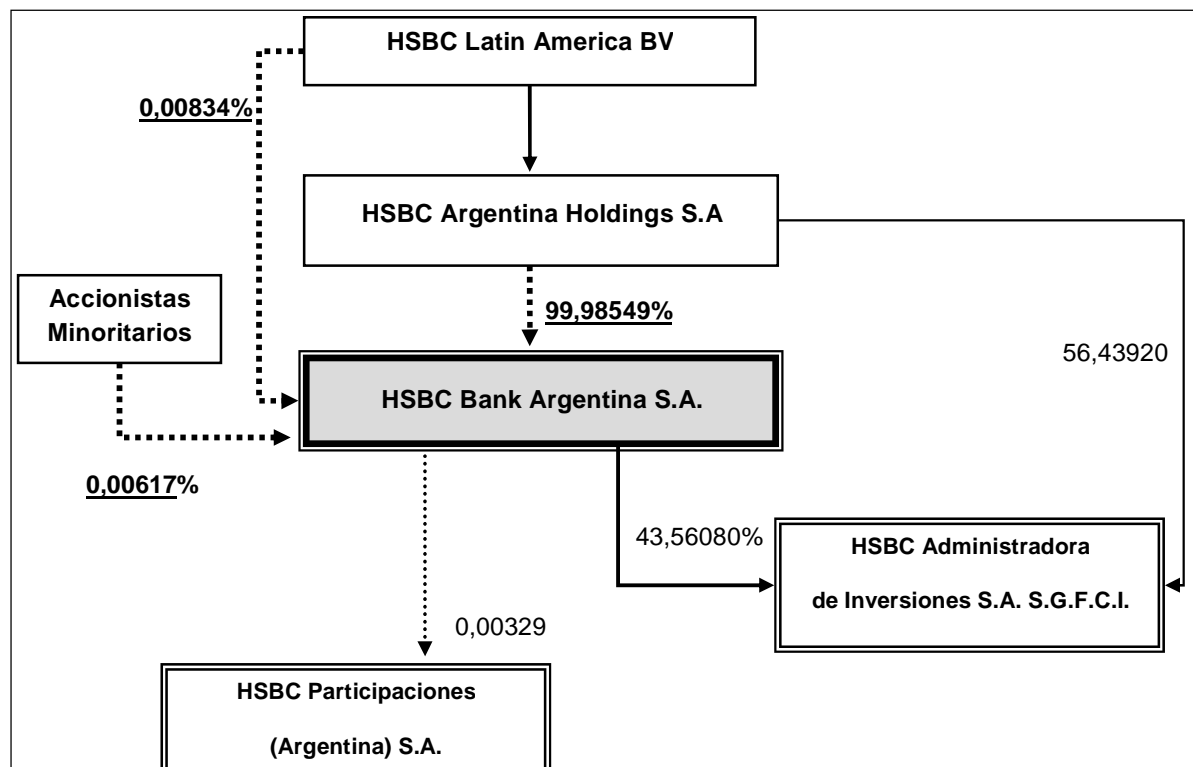 HSBC Latin America BV
0,00834%
HSBC Argentina Holdings S.A
Accionistas
Minoritarios
99,98549%
56,43920
HSBC Bank Argentina S.A.
0,00617%
43,56080%
HSBC Administradora
de Inversiones S.A. S.G.F.C.I.
0,00329
HSBC Participaciones
(Argentina) S.A.